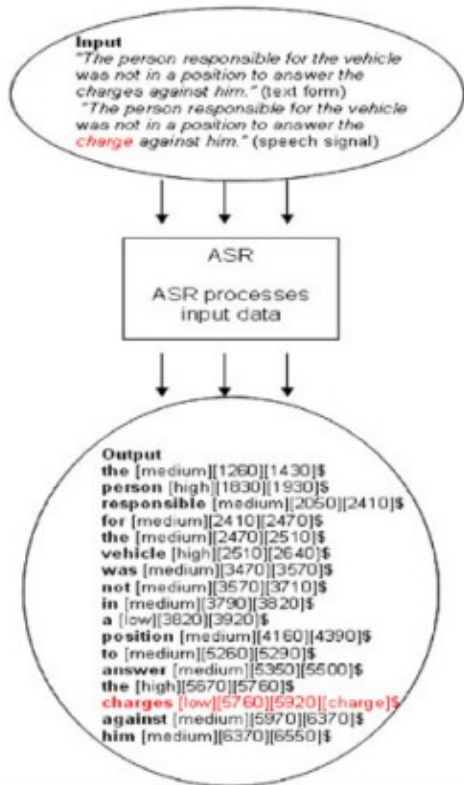 Input
"The person responsible for the vehicle
was not in a position to answer the
charges against him." (text form)
"The person responsible for the vehicle
was not in a position to answer the
charge against him." (speech signal)
ASR
ASR processes
input data
Output
the [medium][1260][1430]$
person [high][1830][1930]$
responsible [medium][2050][2410]$
for [medium][2410][2470]$
the [medium][2470][2510]$
vehicle [high][2510][2640]$
was [medium][3470][3570]$
not [medium][3570][3710]$
in [medium][3790][3820]$
a [low][3820][3920]$
position [medium][4160][4390]$
to [medium][5260][5290]$
answer [medium][5350][5500]$
the [high][5670][5760]$
charges [low][5760][5920][charge]$
against [medium][5970][6370]$
him [medium][6370][6550]$